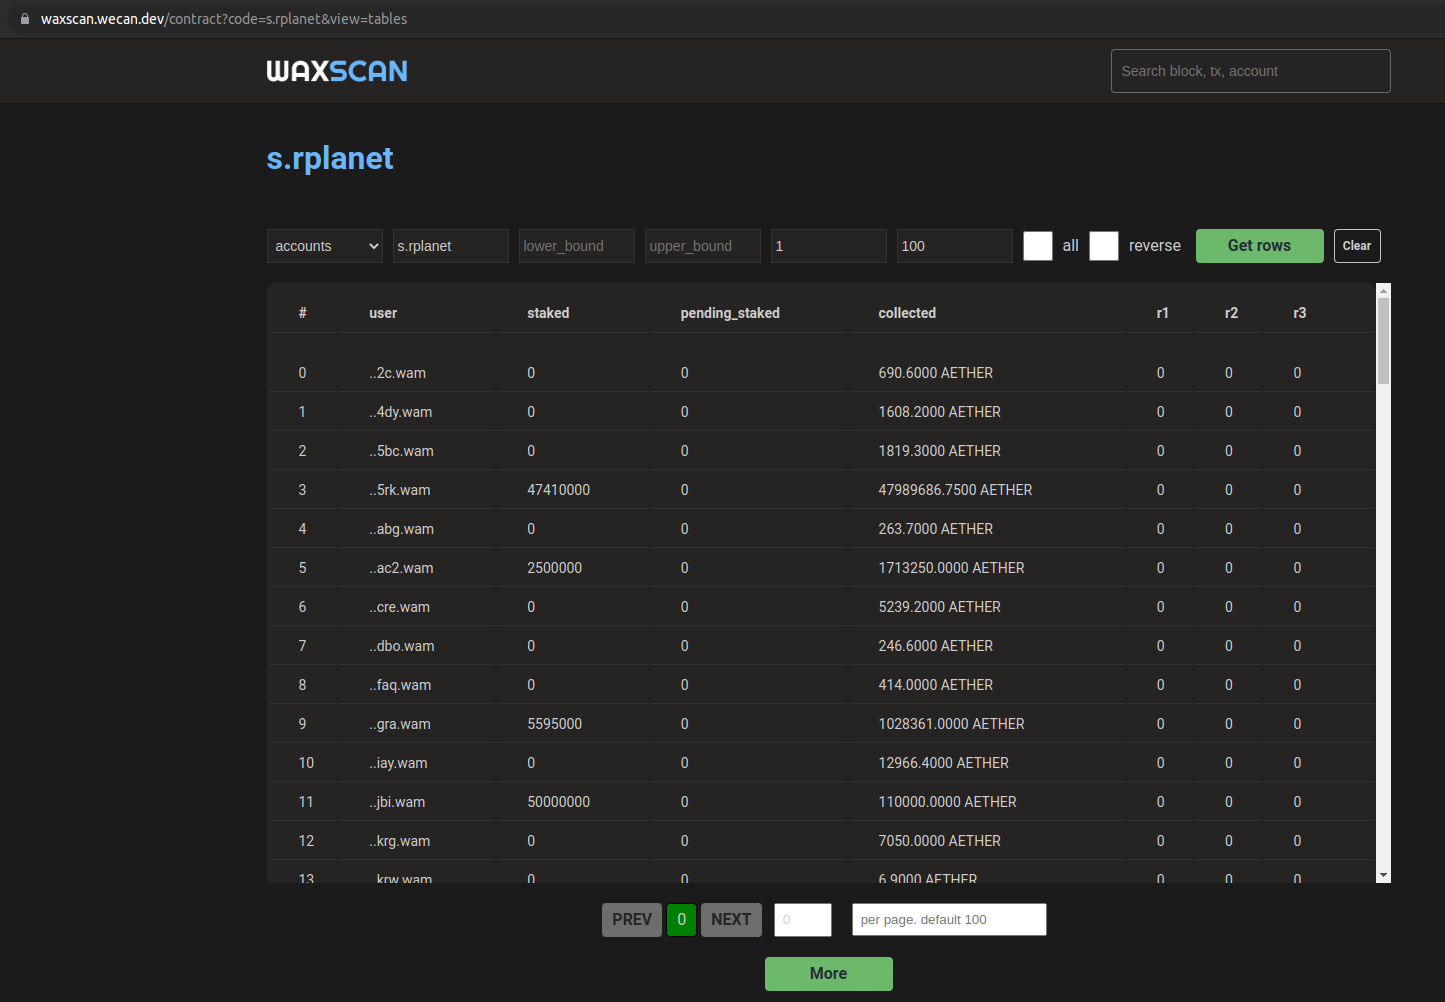 waxscan.wecan.dev/contract?code=s.rplanet&view=tables
WAXSCAN Search block, tx, account
s.rplanet
accounts s.rplanet lower_bound upper_bound 1 100 all reverse Get rows Clear
# user staked pending_staked collected r1 r2 r3
0 ..2c.wam 0 0 690.6000 AETHER 0 0 0
1 ..4dy.wam 0 0 1608.2000 AETHER 0 0 0
2 ..5bc.wam 0 0 1819.3000 AETHER 0 0 0
3 ..5rk.wam 47410000 0 47989686.7500 AETHER 0 0 0
4 ..abg.wam 0 0 263.7000 AETHER 0 0 0
5 ..ac2.wam 2500000 0 1713250.0000 AETHER 0 0 0
6 ..cre.wam 0 0 5239.2000 AETHER 0 0 0
7 ..dbo.wam 0 0 246.6000 AETHER 0 0 0
8 ..faq.wam 0 0 414.0000 AETHER 0 0 0
9 ..gra.wam 5595000 0 1028361.0000 AETHER 0 0 0
10 ..iay.wam 0 0 12966.4000 AETHER 0 0 0
11 ..jbi.wam 50000000 0 110000.0000 AETHER 0 0 0
12 ..krg.wam 0 0 7050.0000 AETHER 0 0 0
13 ..krw.wam 0 0 6.9000 AETHER 0 0 0
PREV 0 NEXT 0 per page. default 100
More